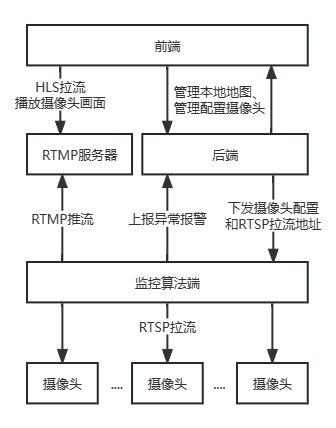 前端
HLS拉流
播放摄像头画面
管理本地地图、
管理配置摄像头
RTMP服务器
后端
RTMP推流
上报异常报警
下发摄像头配置
和RTSP拉流地址
监控算法端
RTSP拉流
摄像头
....
摄像头
....
摄像头